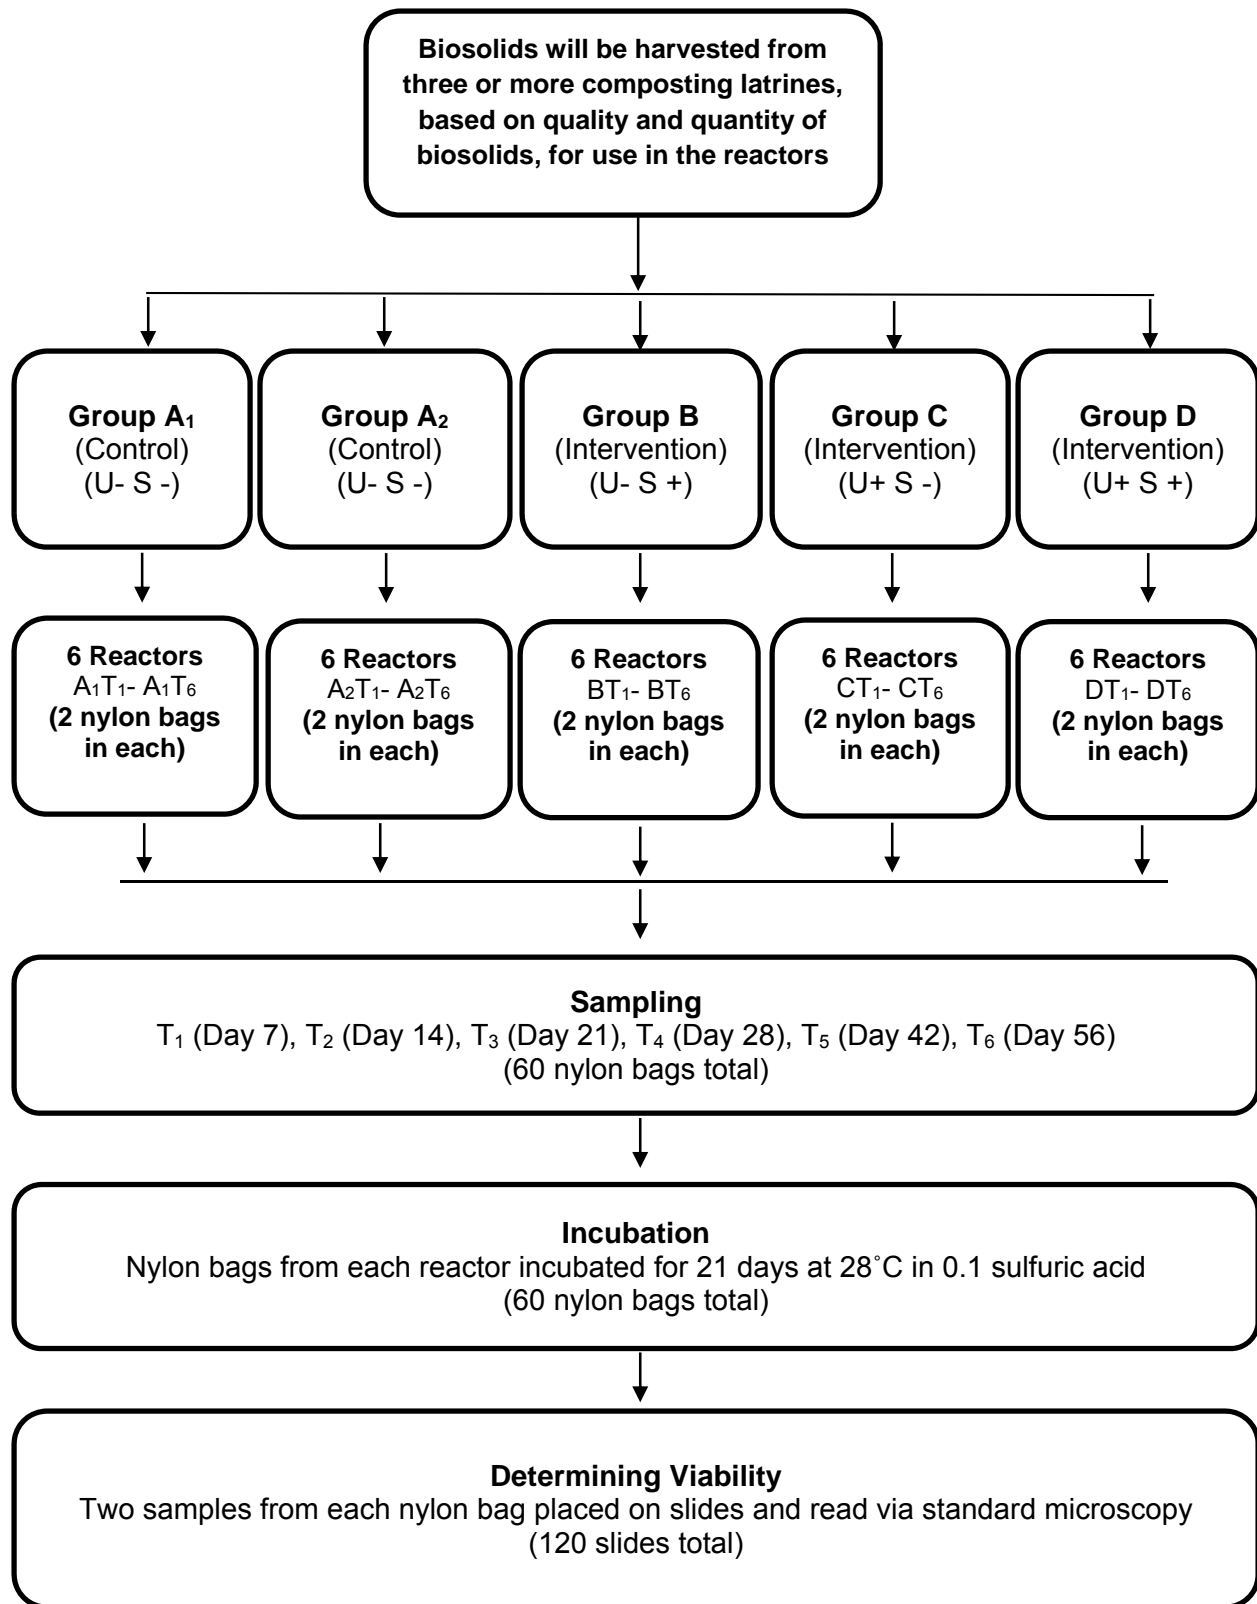 Biosolids will be harvested from
three or more composting latrines,
based on quality and quantity of
biosolids, for use in the reactors
Group A₁
(Control)
(U- S -)
Group A₂
(Control)
(U- S -)
Group B
(Intervention)
(U- S +)
Group C
(Intervention)
(U+ S -)
Group D
(Intervention)
(U+ S +)
6 Reactors
A₁T₁- A₁T₆
(2 nylon bags
in each)
6 Reactors
A₂T₁- A₂T₆
(2 nylon bags
in each)
6 Reactors
BT₁- BT₆
(2 nylon bags
in each)
6 Reactors
CT₁- CT₆
(2 nylon bags
in each)
6 Reactors
DT₁- DT₆
(2 nylon bags
in each)
Sampling
T₁ (Day 7), T₂ (Day 14), T₃ (Day 21), T₄ (Day 28), T₅ (Day 42), T₆ (Day 56)
(60 nylon bags total)
Incubation
Nylon bags from each reactor incubated for 21 days at 28˚C in 0.1 sulfuric acid
(60 nylon bags total)
Determining Viability
Two samples from each nylon bag placed on slides and read via standard microscopy
(120 slides total)